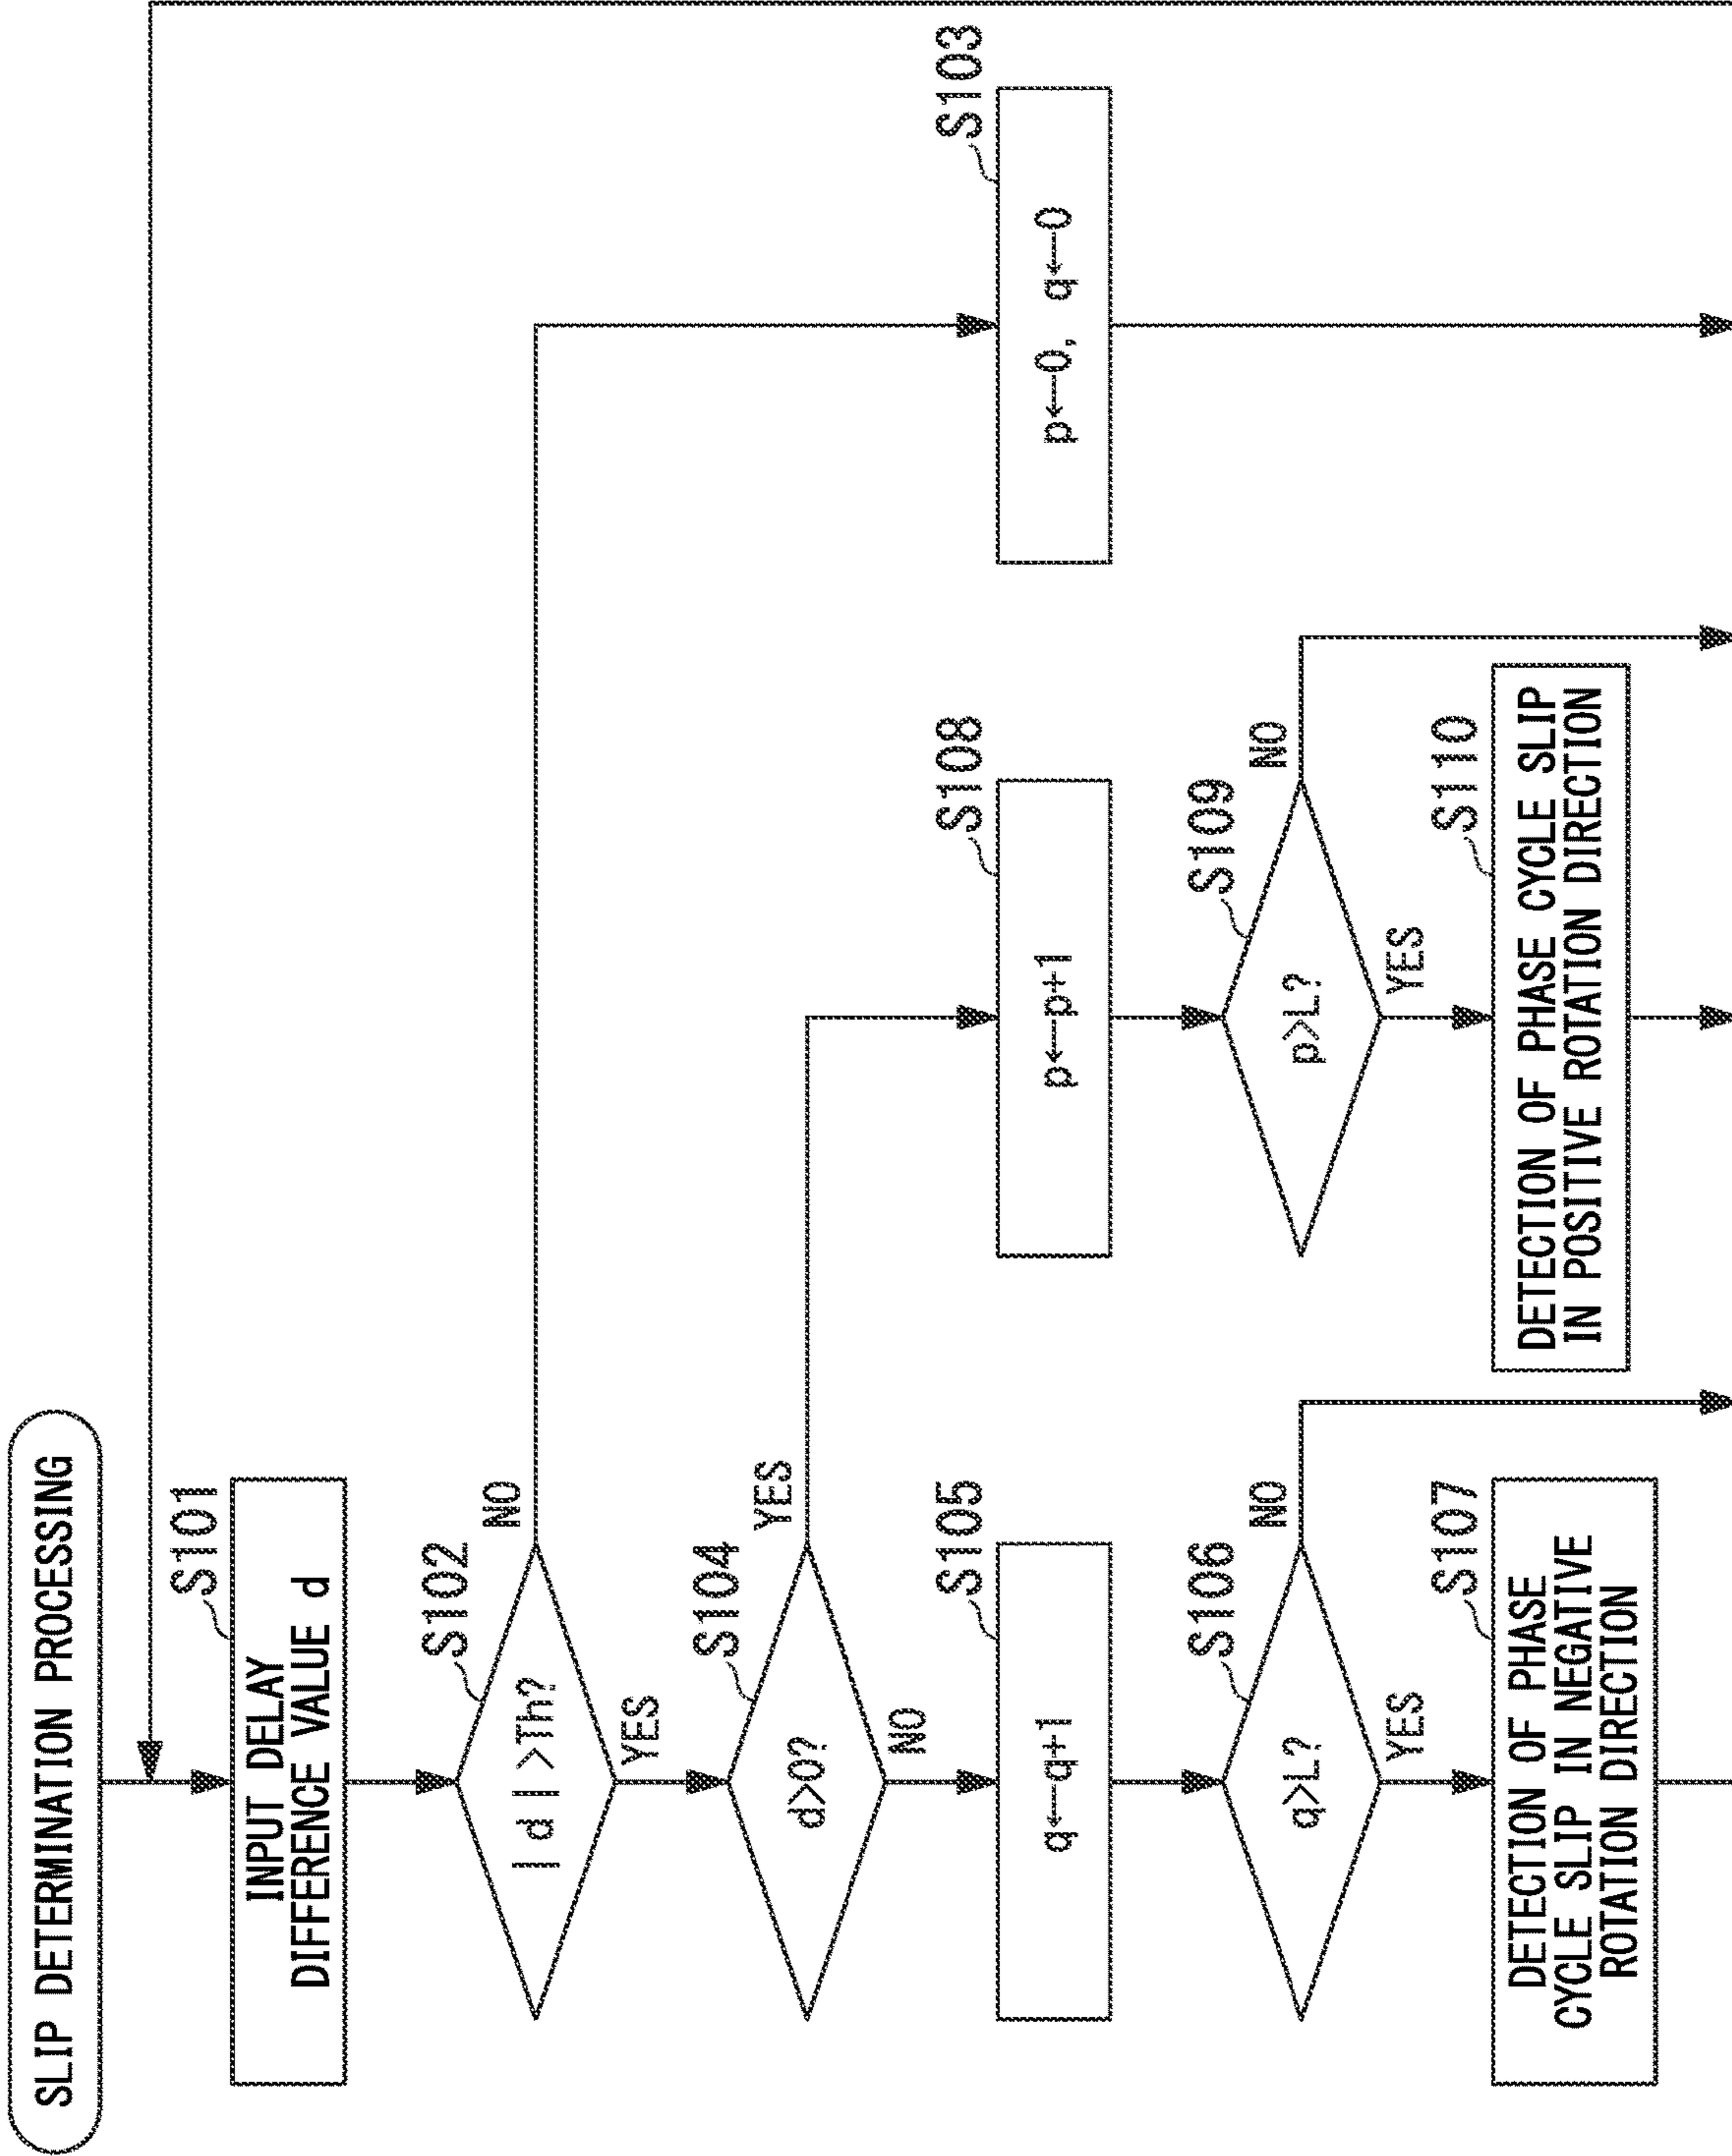 SLIP DETERMINATION PROCESSING
S101
INPUT DELAY
DIFFERENCE VALUE d
S102
|d|>Th?
NO
YES
S103
p←0, q←0
S104
d>0?
YES
NO
S105
q←q+1
S108
p←p+1
S106
q>L?
NO
YES
S109
p>L?
NO
YES
S107
DETECTION OF PHASE
CYCLE SLIP IN NEGATIVE
ROTATION DIRECTION
S110
DETECTION OF PHASE CYCLE SLIP
IN POSITIVE ROTATION DIRECTION